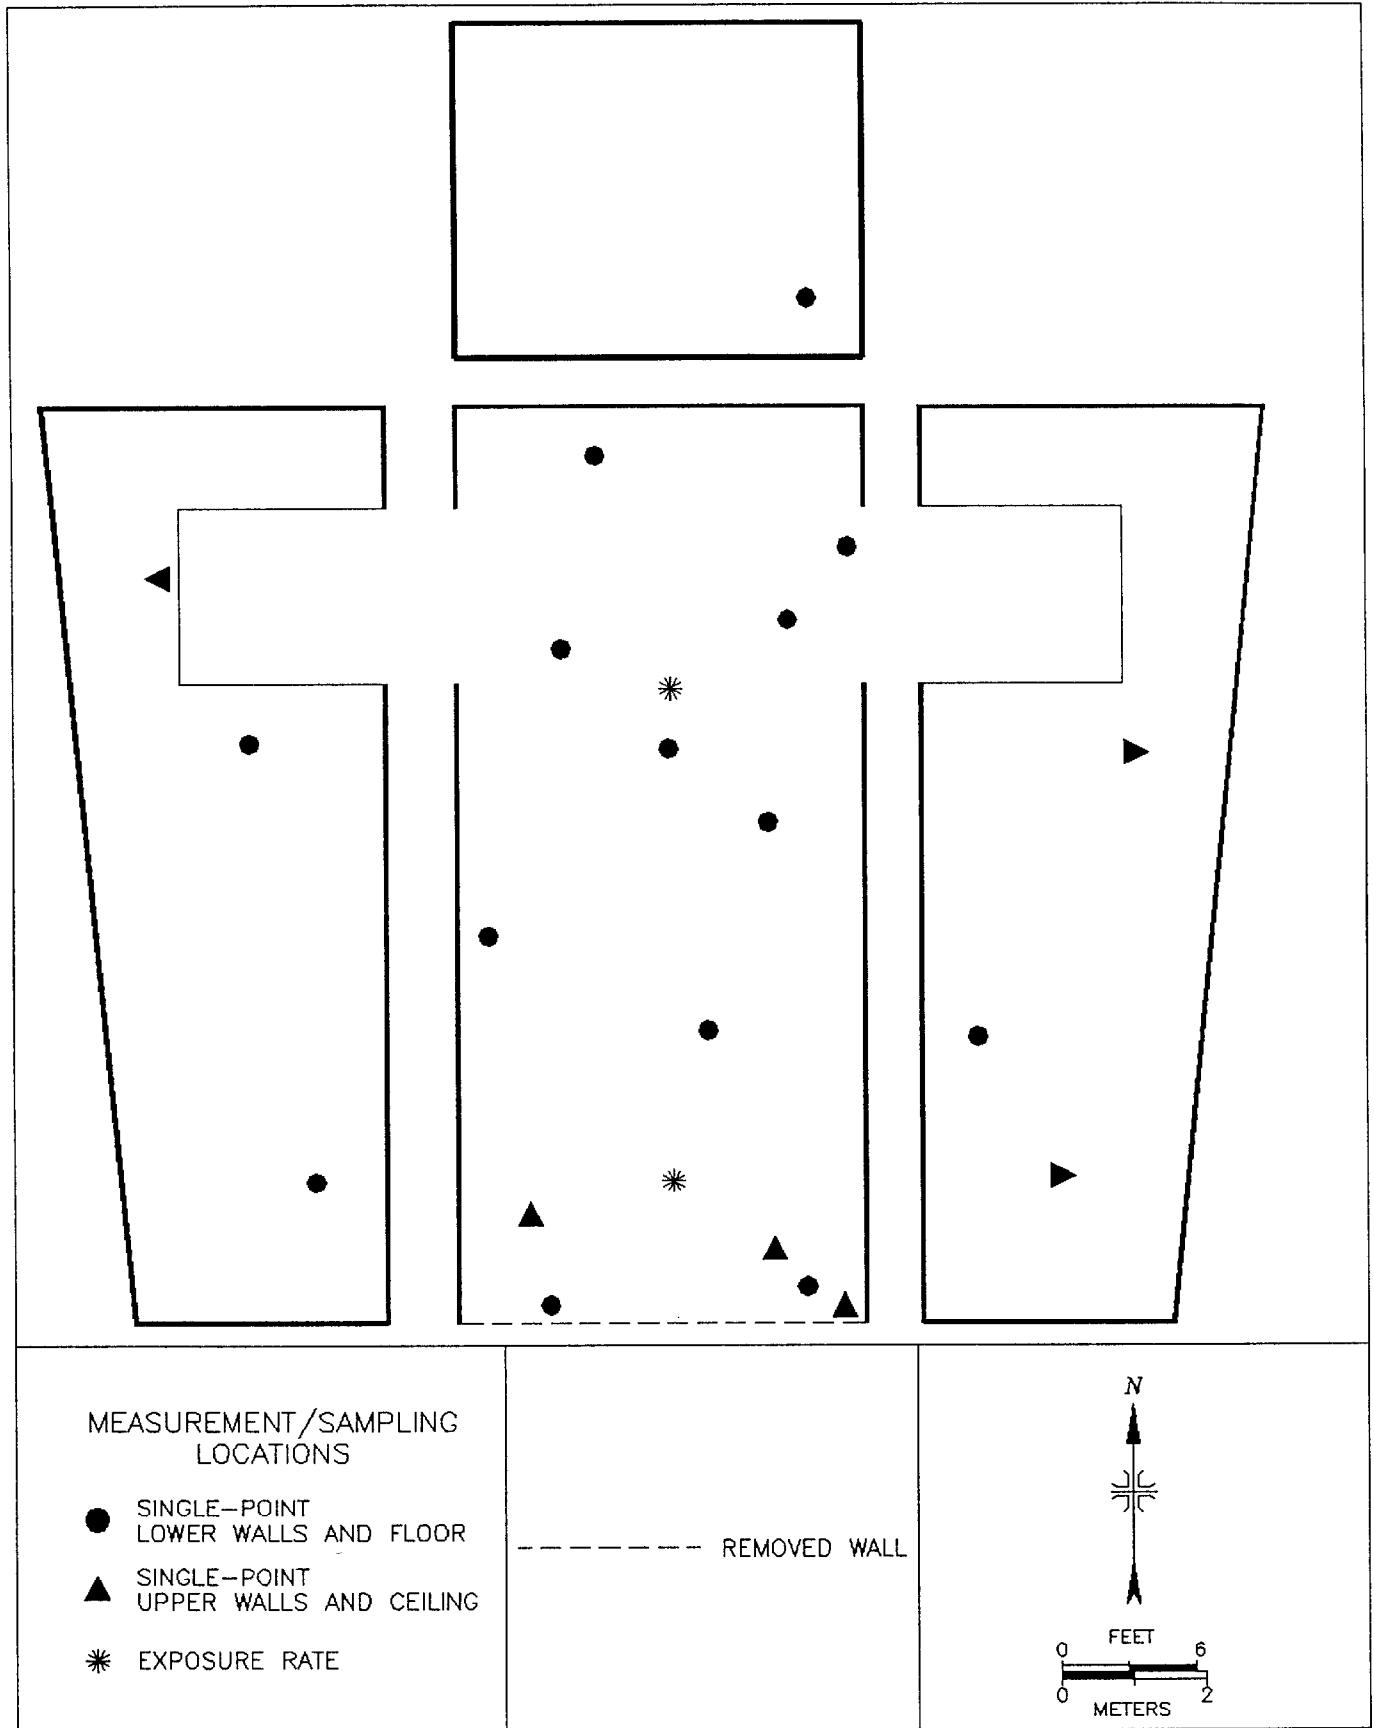 MEASUREMENT/SAMPLING
LOCATIONS
SINGLE-POINT
LOWER WALLS AND FLOOR
SINGLE-POINT
UPPER WALLS AND CEILING
EXPOSURE RATE
REMOVED WALL
N
FEET
0 6
0 2
METERS